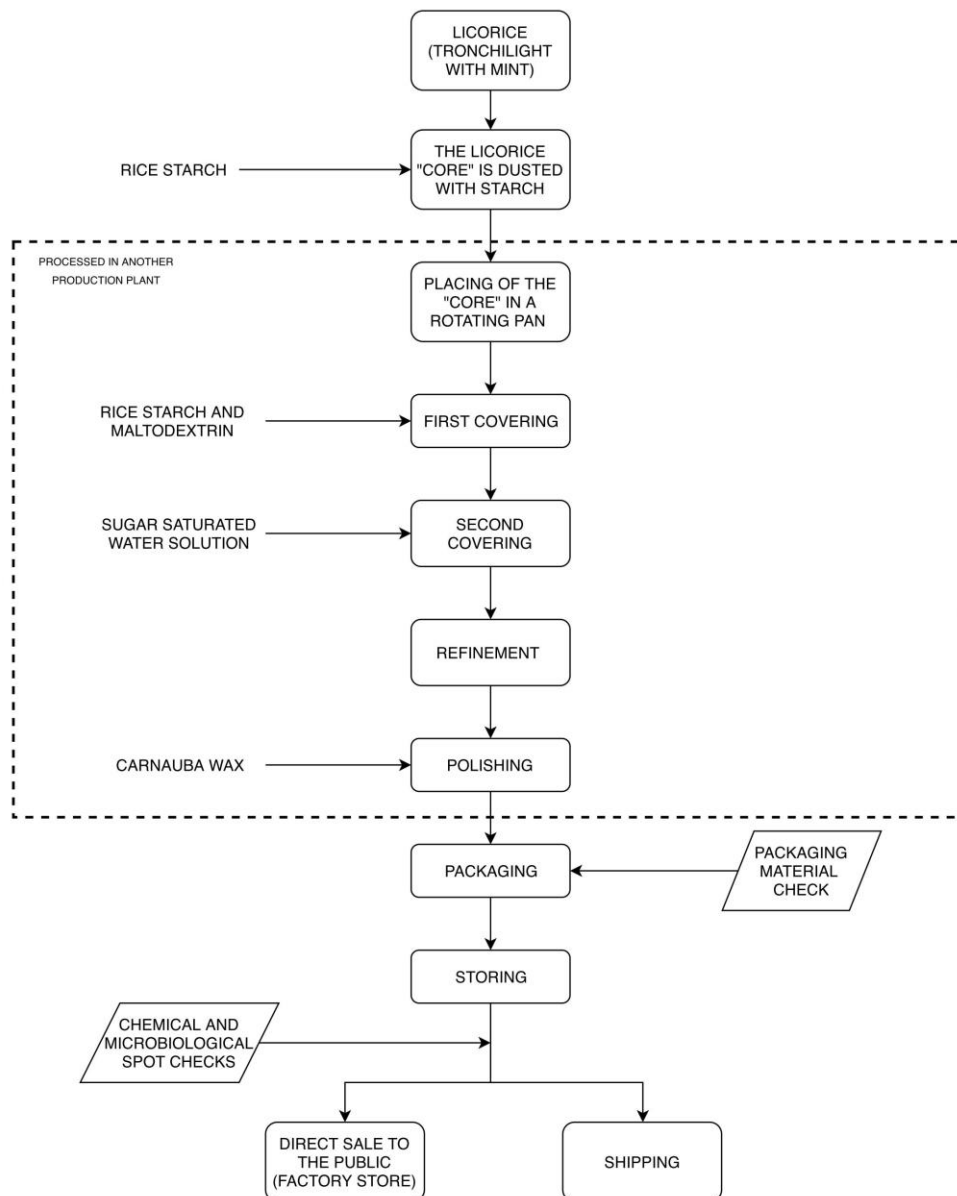 LICORICE
(TRONCHILIGHT
WITH MINT)
RICE STARCH
THE LICORICE
"CORE" IS DUSTED
WITH STARCH
PROCESSED IN ANOTHER
PRODUCTION PLANT
PLACING OF THE
"CORE" IN A
ROTATING PAN
RICE STARCH AND
MALTODEXTRIN
FIRST COVERING
SUGAR SATURATED
WATER SOLUTION
SECOND
COVERING
REFINEMENT
CARNAUBA WAX
POLISHING
PACKAGING
PACKAGING
MATERIAL
CHECK
STORING
CHEMICAL AND
MICROBIOLOGICAL
SPOT CHECKS
DIRECT SALE TO
THE PUBLIC
(FACTORY STORE)
SHIPPING